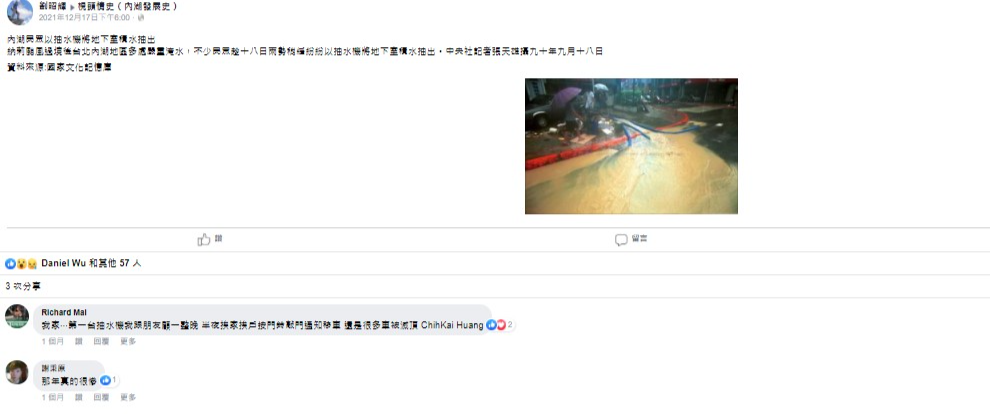 劉昭輝 ▶ 槴頭情史（內湖發展史）
2021年12月17日下午6:00 ·
內湖民眾以抽水機將地下室積水抽出
納莉颱風過境後台北內湖地區多處嚴重淹水，不少民眾趁十八日雨勢稍緩紛紛以抽水機將地下室積水抽出。中央社記者張天雄攝九十年九月十八日
資料來源:國家文化記憶庫
讚 留言
Daniel Wu 和其他 57 人
3 次分享
Richard Mai
我家⋯第一台抽水機我跟朋友顧一整晚 半夜挨家挨戶按門鈴敲門通知移車 還是很多車被滅頂 ChihKai Huang 2
1 個月 讚 回覆 更多
謝

那年真的很慘 1
1 個月 讚 回覆 更多